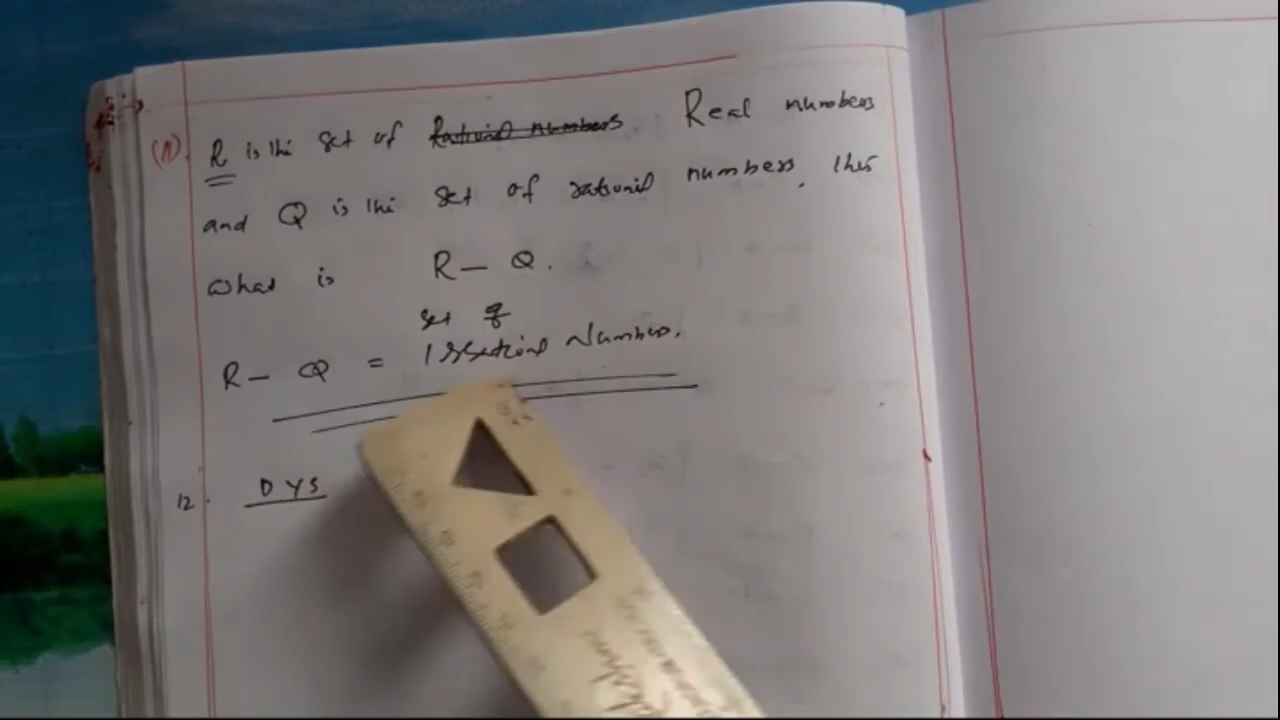 (11). R is the set of Rational numbers Real numbers
and Q is the set of rational numbers, then
what is R - Q.
set of
R - Q = Irrational Numbers.
12. DYS